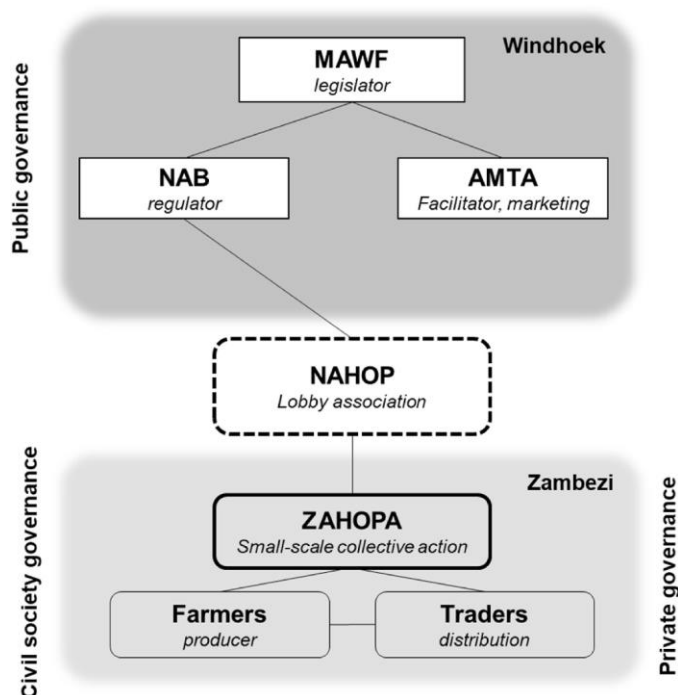 Windhoek
MAWF
legislator
Public governance
NAB
regulator
AMTA
Facilitator, marketing
NAHOP
Lobby association
Civil society governance
Zambezi
Private governance
ZAHOPA
Small-scale collective action
Farmers
producer
Traders
distribution